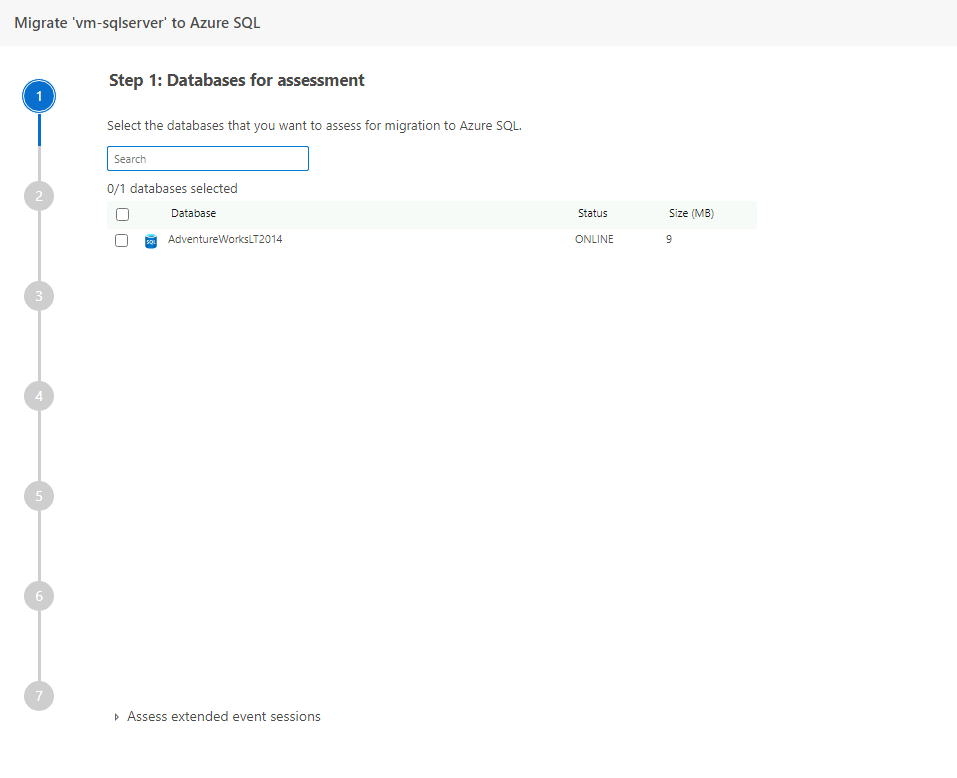 Migrate 'vm-sqlserver' to Azure SQL
1
Step 1: Databases for assessment
Select the databases that you want to assess for migration to Azure SQL.
Search
2
0/1 databases selected
Database Status Size (MB)
SQL AdventureWorksLT2014 ONLINE 9
3
4
5
6
7
Assess extended event sessions